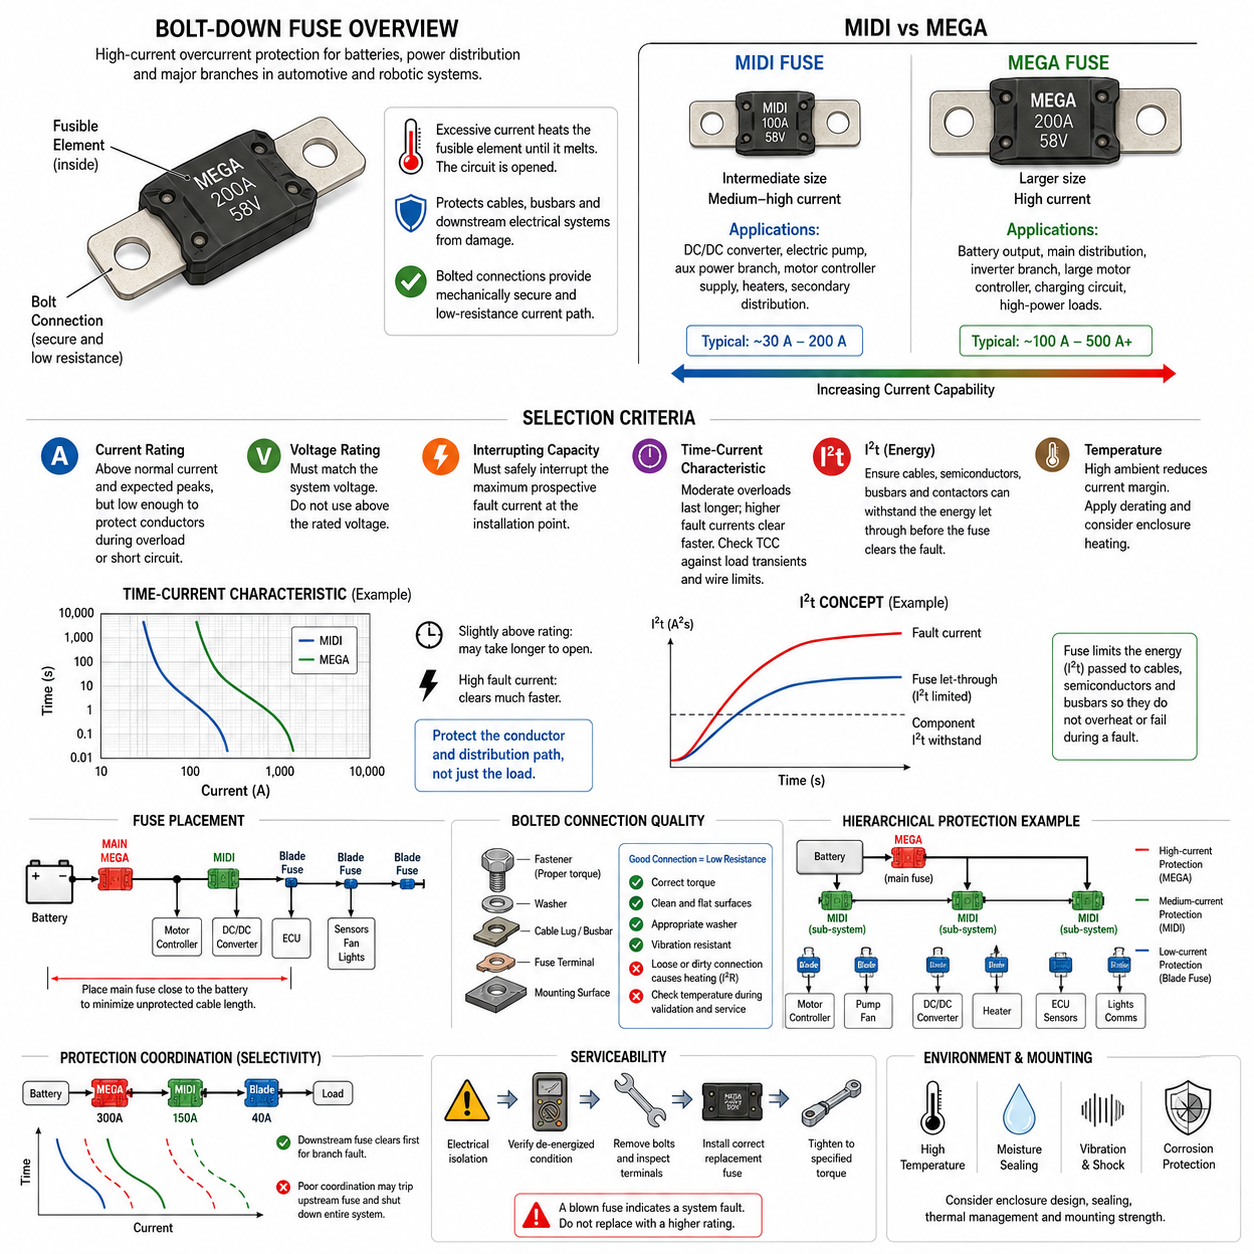 BOLT-DOWN FUSE OVERVIEW
High-current overcurrent protection for batteries, power distribution
and major branches in automotive and robotic systems.
Fusible
Element
(inside)
MEGA
200A
58V
Bolt
Connection
(secure and
low resistance)
Excessive current heats the
fusible element until it melts.
The circuit is opened.
Protects cables, busbars and
downstream electrical systems
from damage.
Bolted connections provide
mechanically secure and
low-resistance current path.
MIDI vs MEGA
MIDI FUSE
MIDI
100A
58V
Intermediate size
Medium–high current
Applications:
DC/DC converter, electric pump,
aux power branch, motor controller
supply, heaters, secondary
distribution.
Typical: ~30 A – 200 A
MEGA FUSE
MEGA
200A
58V
Larger size
High current
Applications:
Battery output, main distribution,
inverter branch, large motor
controller, charging circuit,
high-power loads.
Typical: ~100 A – 500 A+
Increasing Current Capability
SELECTION CRITERIA
A
Current Rating
Above normal current
and expected peaks,
but low enough to
protect conductors
during overload
or short circuit.
V
Voltage Rating
Must match the
system voltage.
Do not use above
the rated voltage.
Interrupting Capacity
Must safely interrupt the
maximum prospective
fault current at the
installation point.
Time-Current
Characteristic
Moderate overloads
last longer; higher
fault currents clear
faster. Check TCC
against load transients
and wire limits.
I²t
I²t (Energy)
Ensure cables, semiconductors,
busbars and contactors can
withstand the energy let
through before the fuse
clears the fault.
Temperature
High ambient reduces
current margin.
Apply derating and
consider enclosure
heating.
TIME-CURRENT CHARACTERISTIC (Example)
Time (s)
10,000
1,000
100
10
1
0.1
0.01
10
100
1,000
10,000
Current (A)
MIDI
MEGA
Slightly above rating:
may take longer to open.
High fault current:
clears much faster.
Protect the conductor
and distribution path,
not just the load.
I²t CONCEPT (Example)
I²t (A²s)
Fault current
Fuse let-through
(I²t limited)
Component
I²t withstand
Time (s)
Fuse limits the energy
(I²t) passed to cables,
semiconductors and
busbars so they do
not overheat or fail
during a fault.
FUSE PLACEMENT
MAIN
MEGA
MIDI
Blade
Fuse
Blade
Fuse
Blade
Fuse
Battery
Motor
Controller
DC/DC
Converter
ECU
Sensors
Fan
Lights
Place main fuse close to the battery
to minimize unprotected cable length.
BOLTED CONNECTION QUALITY
Fastener
(Proper torque)
Washer
Cable Lug / Busbar
Fuse Terminal
Mounting Surface
Good Connection = Low Resistance
Correct torque
Clean and flat surfaces
Appropriate washer
Vibration resistant
Loose or dirty connection
causes heating (I²R)
Check temperature during
validation and service
HIERARCHICAL PROTECTION EXAMPLE
Battery
MEGA
(main fuse)
MIDI
(sub-system)
MIDI
(sub-system)
MIDI
(sub-system)
Blade
Blade
Motor
Controller
Pump
Fan
DC/DC
Converter
Heater
ECU
Sensors
Lights
Comms
High-current
Protection
(MEGA)
Medium-current
Protection
(MIDI)
Low-current
Protection
(Blade Fuse)
PROTECTION COORDINATION (SELECTIVITY)
Battery
MEGA
MIDI
Blade
Load
300A
150A
40A
Time
Current
Downstream fuse clears first
for branch fault.
Poor coordination may trip
upstream fuse and shut
down entire system.
SERVICEABILITY
Electrical
isolation
Verify de-energized
condition
Remove bolts
and inspect
terminals
Install correct
replacement
fuse
Tighten to
specified
torque
A blown fuse indicates a system fault.
Do not replace with a higher rating.
ENVIRONMENT & MOUNTING
High
Temperature
Moisture
Sealing
Vibration
& Shock
Corrosion
Protection
Consider enclosure design, sealing,
thermal management and mounting strength.